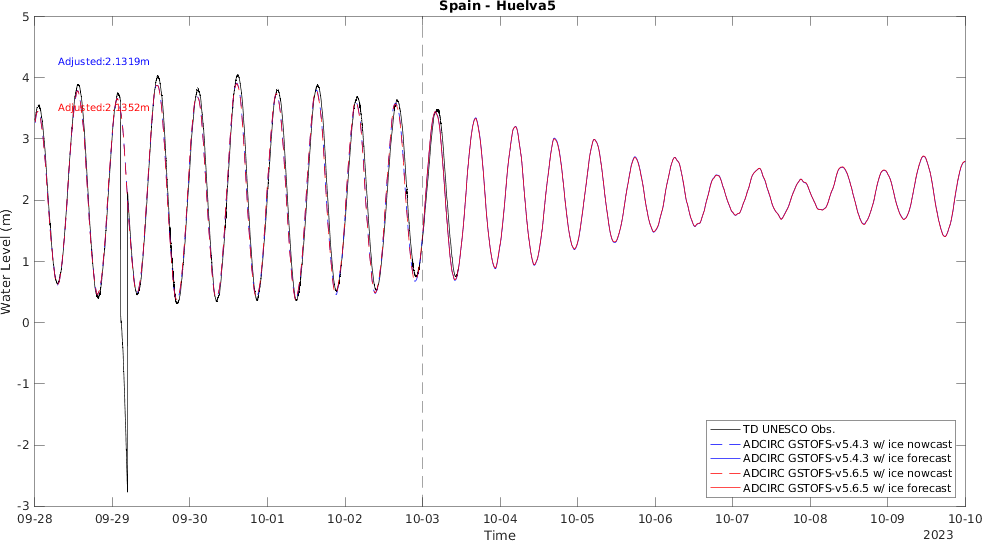 Spain - Huelva5
5
4
3
2
1
0
-1
-2
-3
Water Level (m)
Adjusted:2.1319m
Adjusted:2.1352m
TD UNESCO Obs.
ADCIRC GSTOFS-v5.4.3 w/ ice nowcast
ADCIRC GSTOFS-v5.4.3 w/ ice forecast
ADCIRC GSTOFS-v5.6.5 w/ ice nowcast
ADCIRC GSTOFS-v5.6.5 w/ ice forecast
09-28 09-29 09-30 10-01 10-02 10-03 10-04 10-05 10-06 10-07 10-08 10-09 10-10
Time
2023